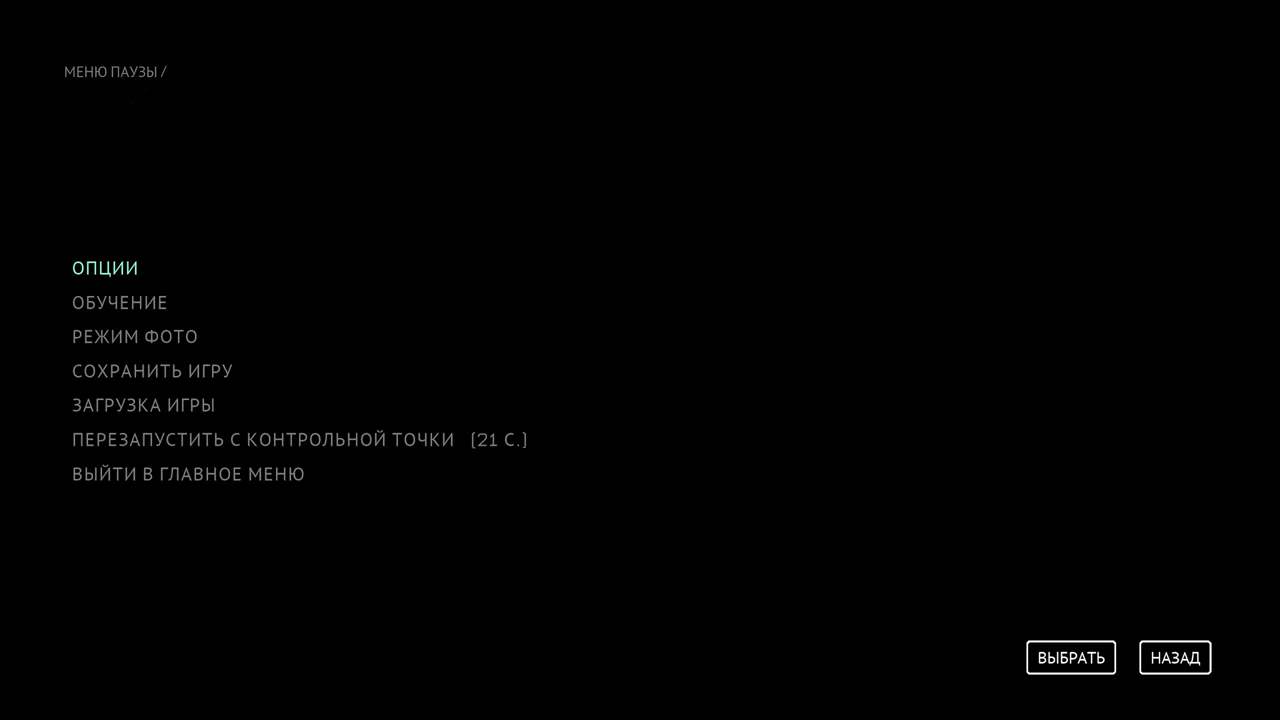 МЕНЮ ПАУЗЫ /
ОПЦИИ
ОБУЧЕНИЕ
РЕЖИМ ФОТО
СОХРАНИТЬ ИГРУ
ЗАГРУЗКА ИГРЫ
ПЕРЕЗАПУСТИТЬ С КОНТРОЛЬНОЙ ТОЧКИ [21 С.]
ВЫЙТИ В ГЛАВНОЕ МЕНЮ
ВЫБРАТЬ НАЗАД